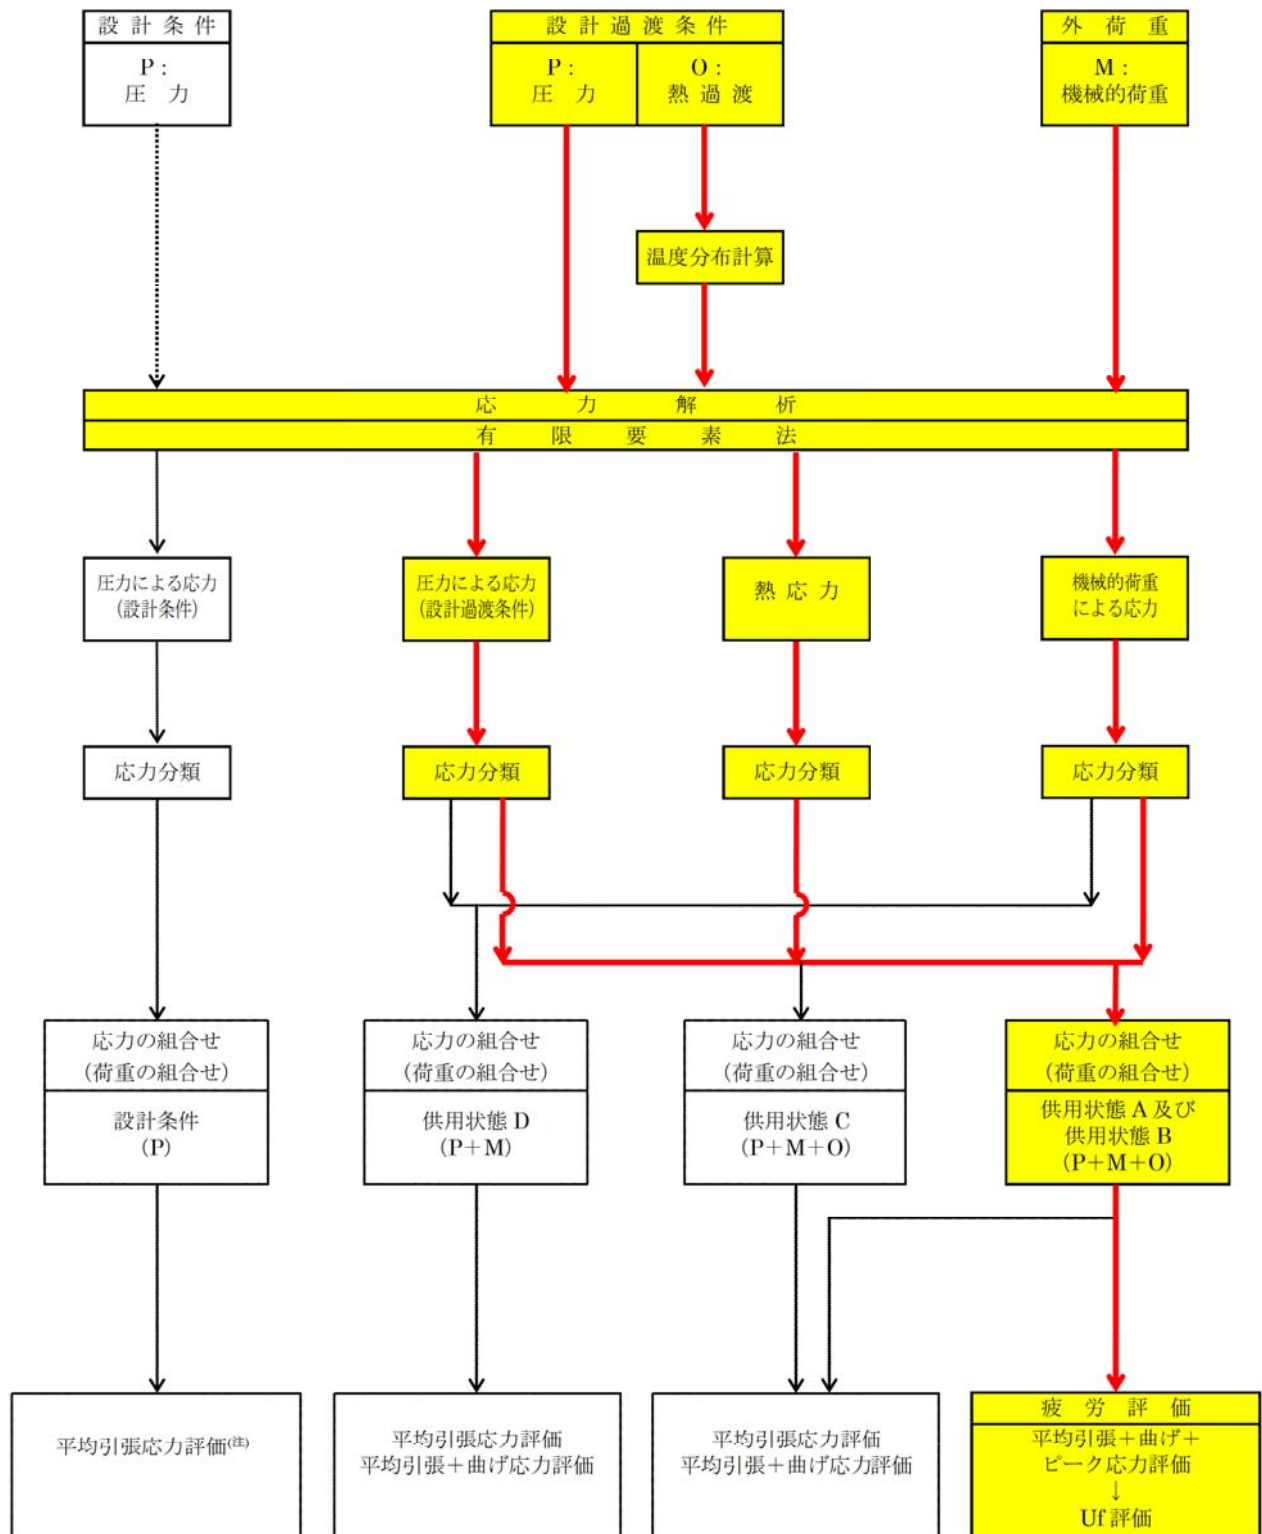 設計条件
P：
圧 力
設計過渡条件
P：
圧 力
O：
熱過渡
外荷重
M：
機械的荷重
温度分布計算
応力解析
有限要素法
圧力による応力
(設計条件)
圧力による応力
(設計過渡条件)
熱応力
機械的荷重
による応力
応力分類
応力分類
応力分類
応力分類
応力の組合せ
(荷重の組合せ)
設計条件
(P)
応力の組合せ
(荷重の組合せ)
供用状態 D
(P＋M)
応力の組合せ
(荷重の組合せ)
供用状態 C
(P＋M＋O)
応力の組合せ
(荷重の組合せ)
供用状態 A 及び
供用状態 B
(P＋M＋O)
平均引張応力評価(注)
平均引張応力評価
平均引張＋曲げ応力評価
平均引張応力評価
平均引張＋曲げ応力評価
疲労評価
平均引張＋曲げ＋
ピーク応力評価
↓
Uf 評価